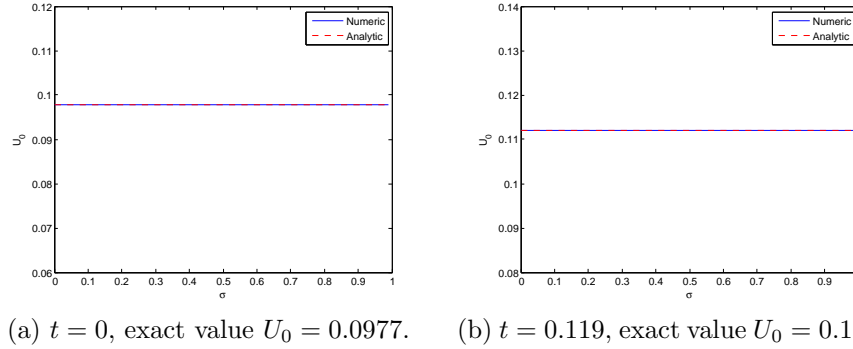 0.12
0.11
0.1
0.09
0.08
0.07
0.06
U0
0 0.1 0.2 0.3 0.4 0.5 0.6 0.7 0.8 0.9 1
σ
Numeric
Analytic
0.14
0.13
0.12
0.11
0.1
0.09
0.08
U0
0 0.1 0.2 0.3 0.4 0.5 0.6 0.7 0.8 0.9
σ
Numeric
Analytic
(a) t = 0, exact value U0 = 0.0977.
(b) t = 0.119, exact value U0 = 0.1